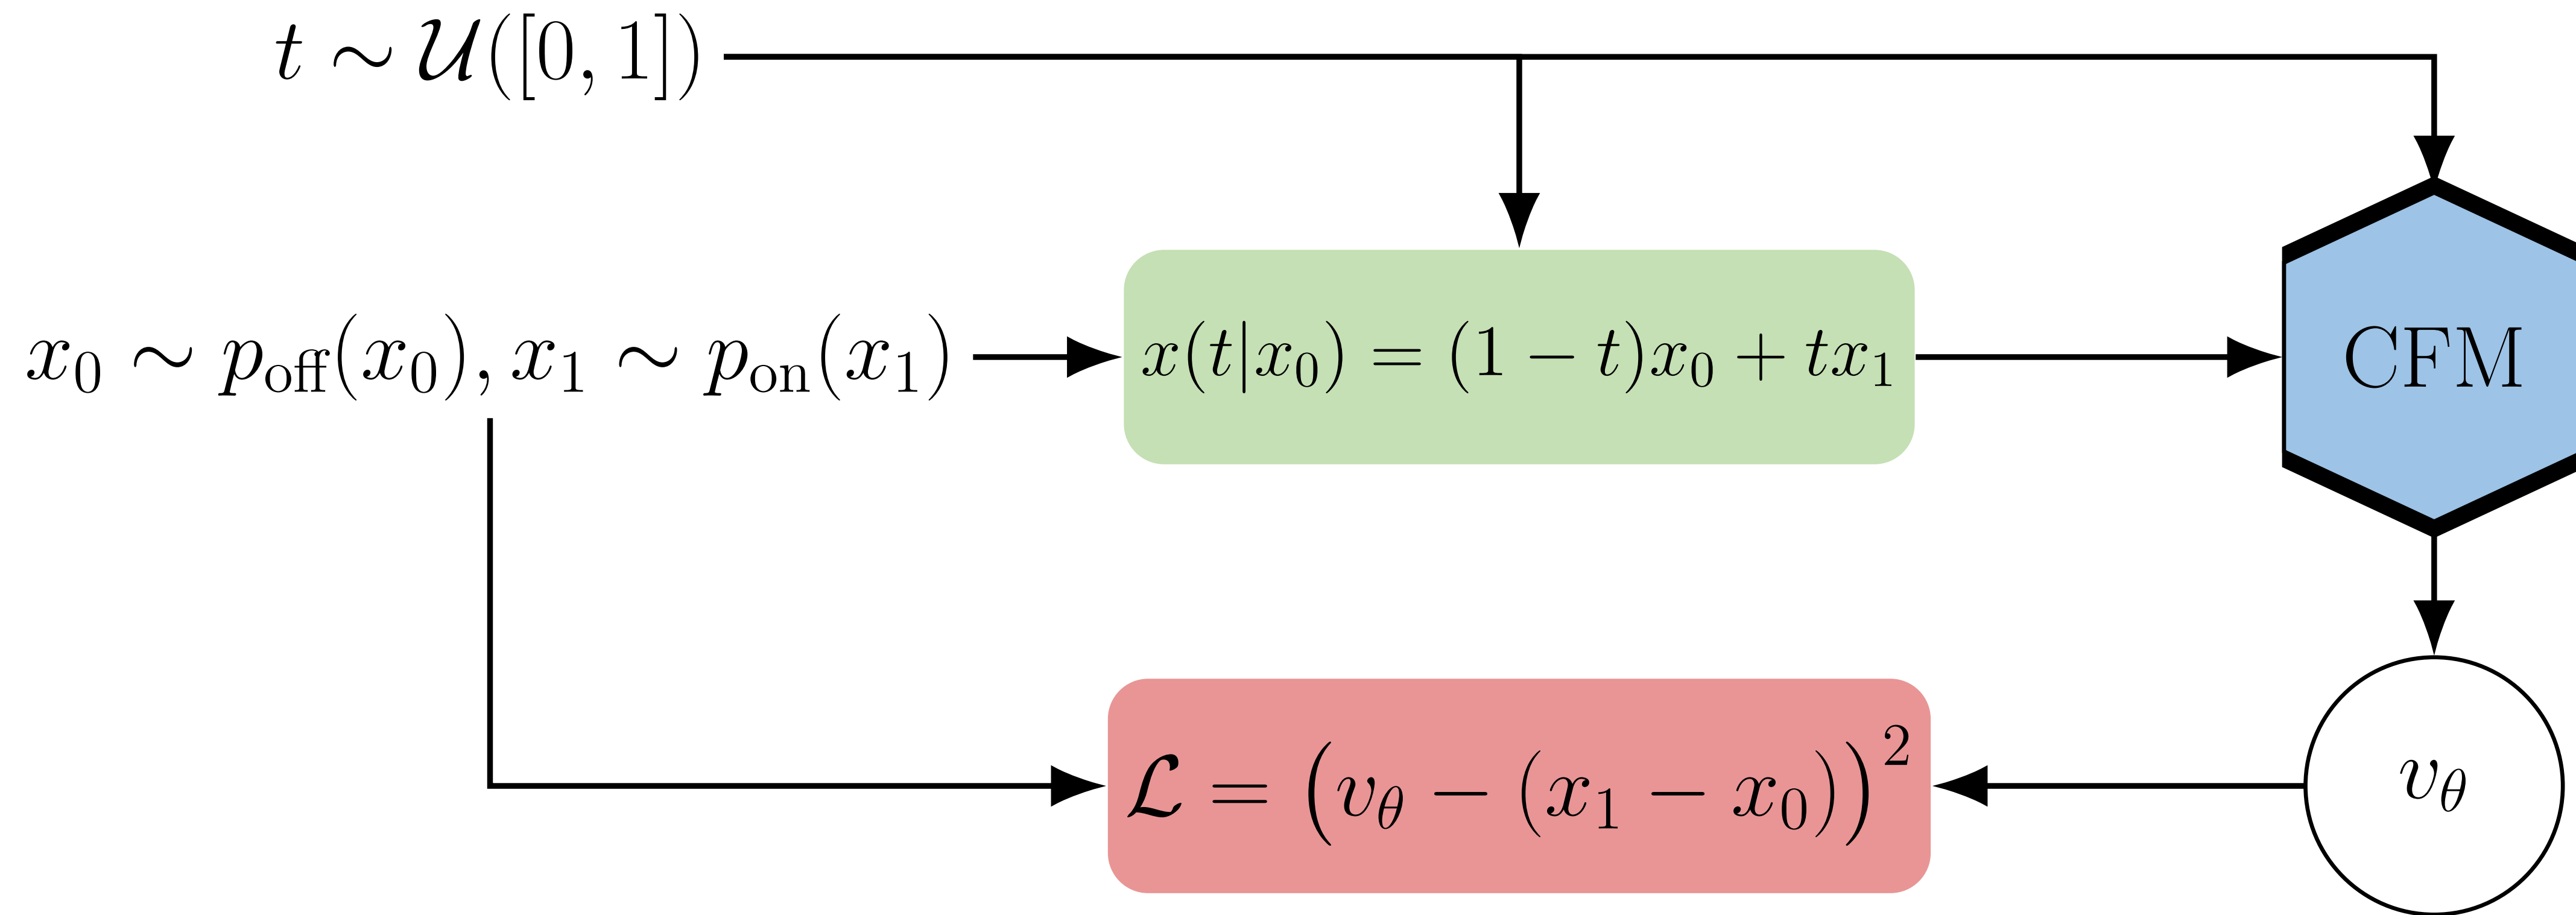 t ∼ 𝒰([0, 1])
x₀ ∼ p_off(x₀), x₁ ∼ p_on(x₁)
x(t|x₀) = (1 − t)x₀ + tx₁
CFM
ℒ = (v_θ − (x₁ − x₀))²
v_θ